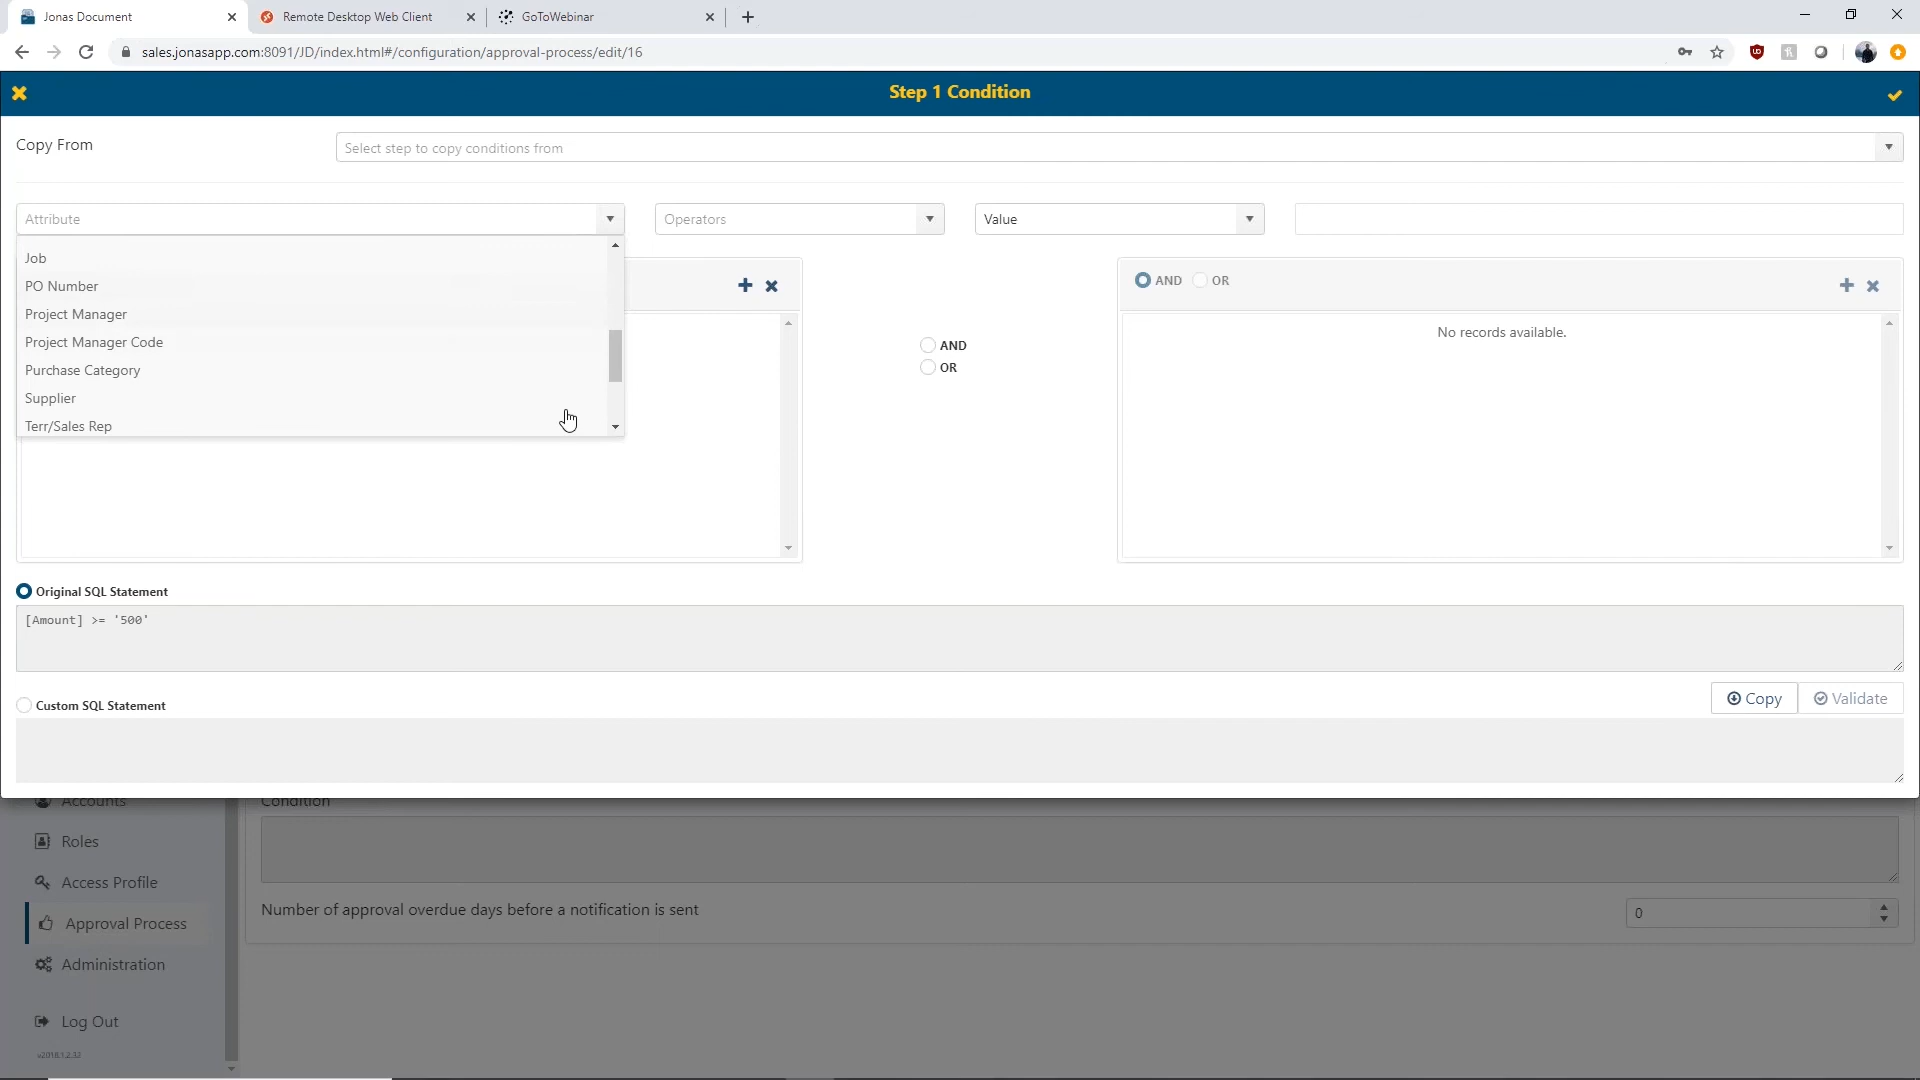 Jonas Document
Remote Desktop Web Client
GoToWebinar
sales.jonasapp.com:8091/JD/index.html#/configuration/approval-process/edit/16
Step 1 Condition
Copy From
Select step to copy conditions from
Attribute
Operators
Value
Job
PO Number
Project Manager
Project Manager Code
Purchase Category
Supplier
Terr/Sales Rep
AND
OR
AND OR
No records available.
Original SQL Statement
[Amount] >= '500'
Copy
Validate
Custom SQL Statement
Accounts
Condition
Roles
Access Profile
Number of approval overdue days before a notification is sent
0
Approval Process
Administration
Log Out